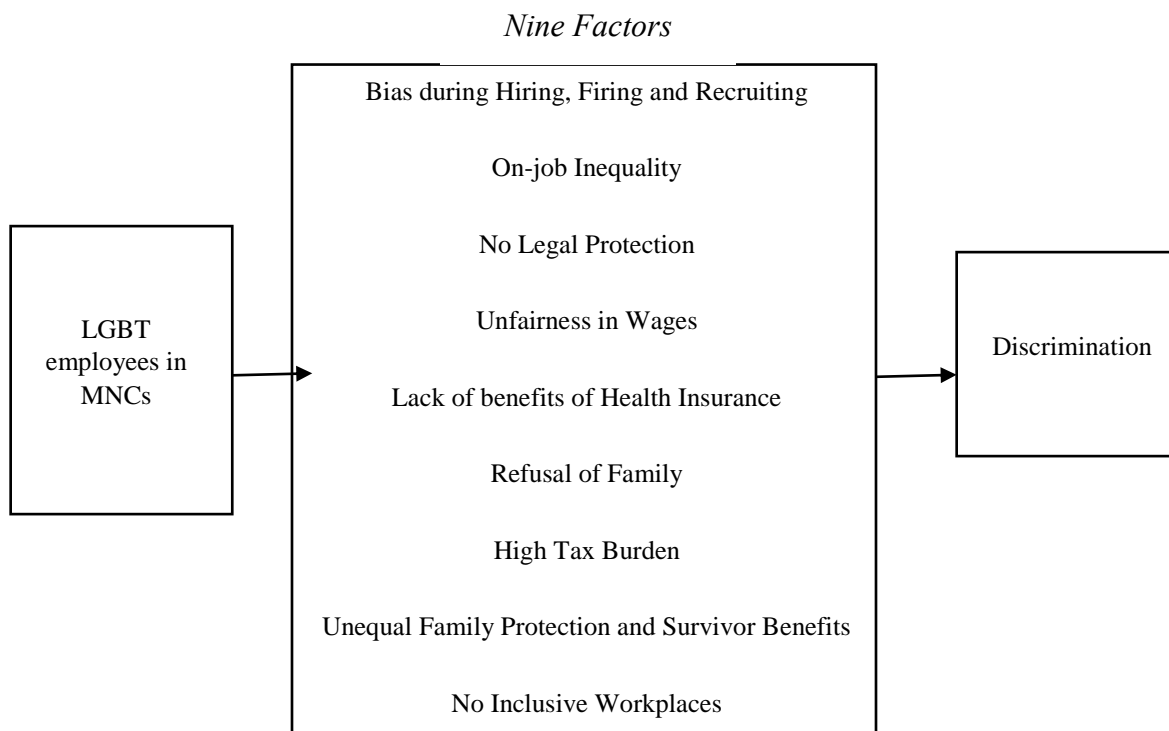 Nine Factors
Bias during Hiring, Firing and Recruiting
On-job Inequality
No Legal Protection
Unfairness in Wages
Lack of benefits of Health Insurance
Refusal of Family
High Tax Burden
Unequal Family Protection and Survivor Benefits
No Inclusive Workplaces
LGBT
employees in
MNCs
Discrimination